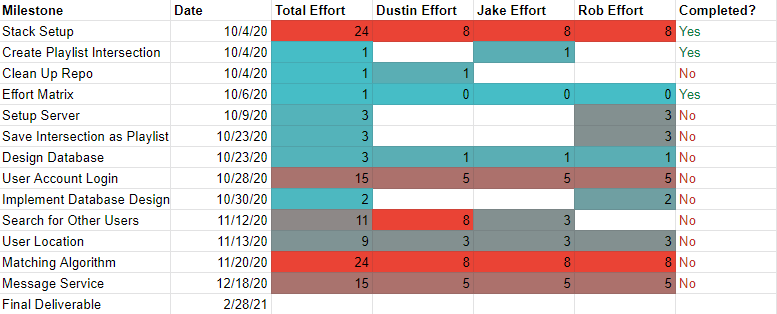 Milestone Date Total Effort Dustin Effort Jake Effort Rob Effort Completed?
Stack Setup 10/4/20 24 8 8 8 Yes
Create Playlist Intersection 10/4/20 1 1 Yes
Clean Up Repo 10/4/20 1 1 No
Effort Matrix 10/6/20 1 0 0 0 Yes
Setup Server 10/9/20 3 3 No
Save Intersection as Playlist 10/23/20 3 3 No
Design Database 10/23/20 3 1 1 1 No
User Account Login 10/28/20 15 5 5 5 No
Implement Database Design 10/30/20 2 2 No
Search for Other Users 11/12/20 11 8 3 No
User Location 11/13/20 9 3 3 3 No
Matching Algorithm 11/20/20 24 8 8 8 No
Message Service 12/18/20 15 5 5 5 No
Final Deliverable 2/28/21